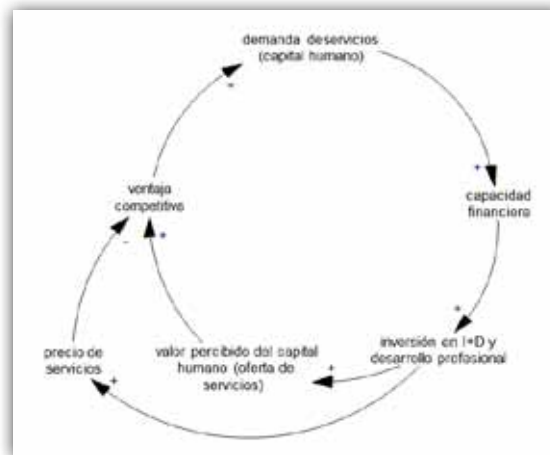 demanda deservicios
(capital humano)
+
+
ventaja
competitiva
capacidad
financiera
-
+
+
precio de
servicios
valor percibido del capital
humano (oferta de
servicios)
inversión en I+D y
desarrollo profesional
+
+